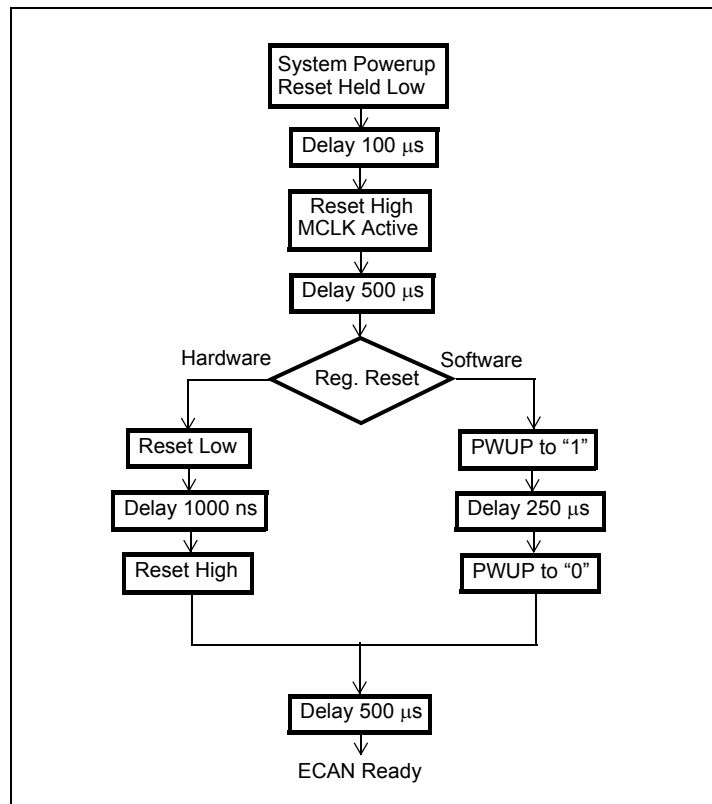 System Powerup
Reset Held Low
Delay 100 μs
Reset High
MCLK Active
Delay 500 μs
Hardware
Software
Reg. Reset
Reset Low
Delay 1000 ns
Reset High
PWUP to “1”
Delay 250 μs
PWUP to “0”
Delay 500 μs
ECAN Ready